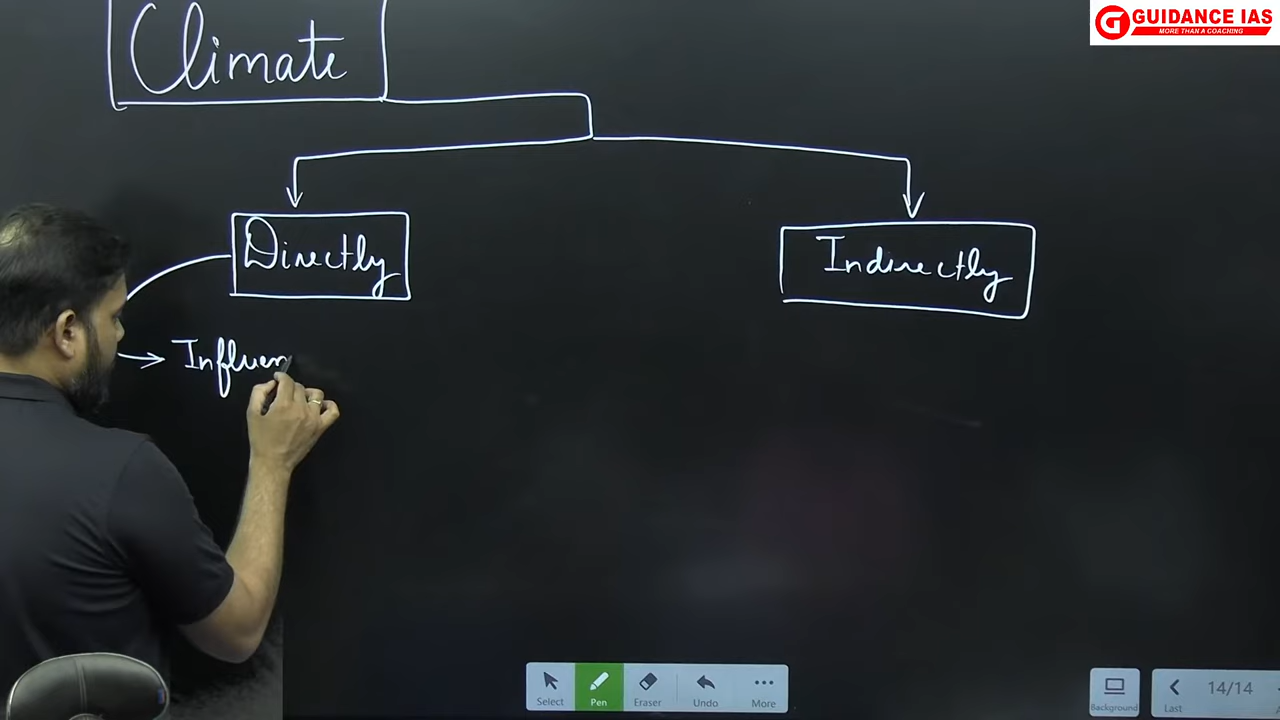 GUIDANCE IAS
MORE THAN A COACHING
Climate
Directly
Indirectly
Influen
Select
Pen
Eraser
Undo
More
Background
Last
14/14